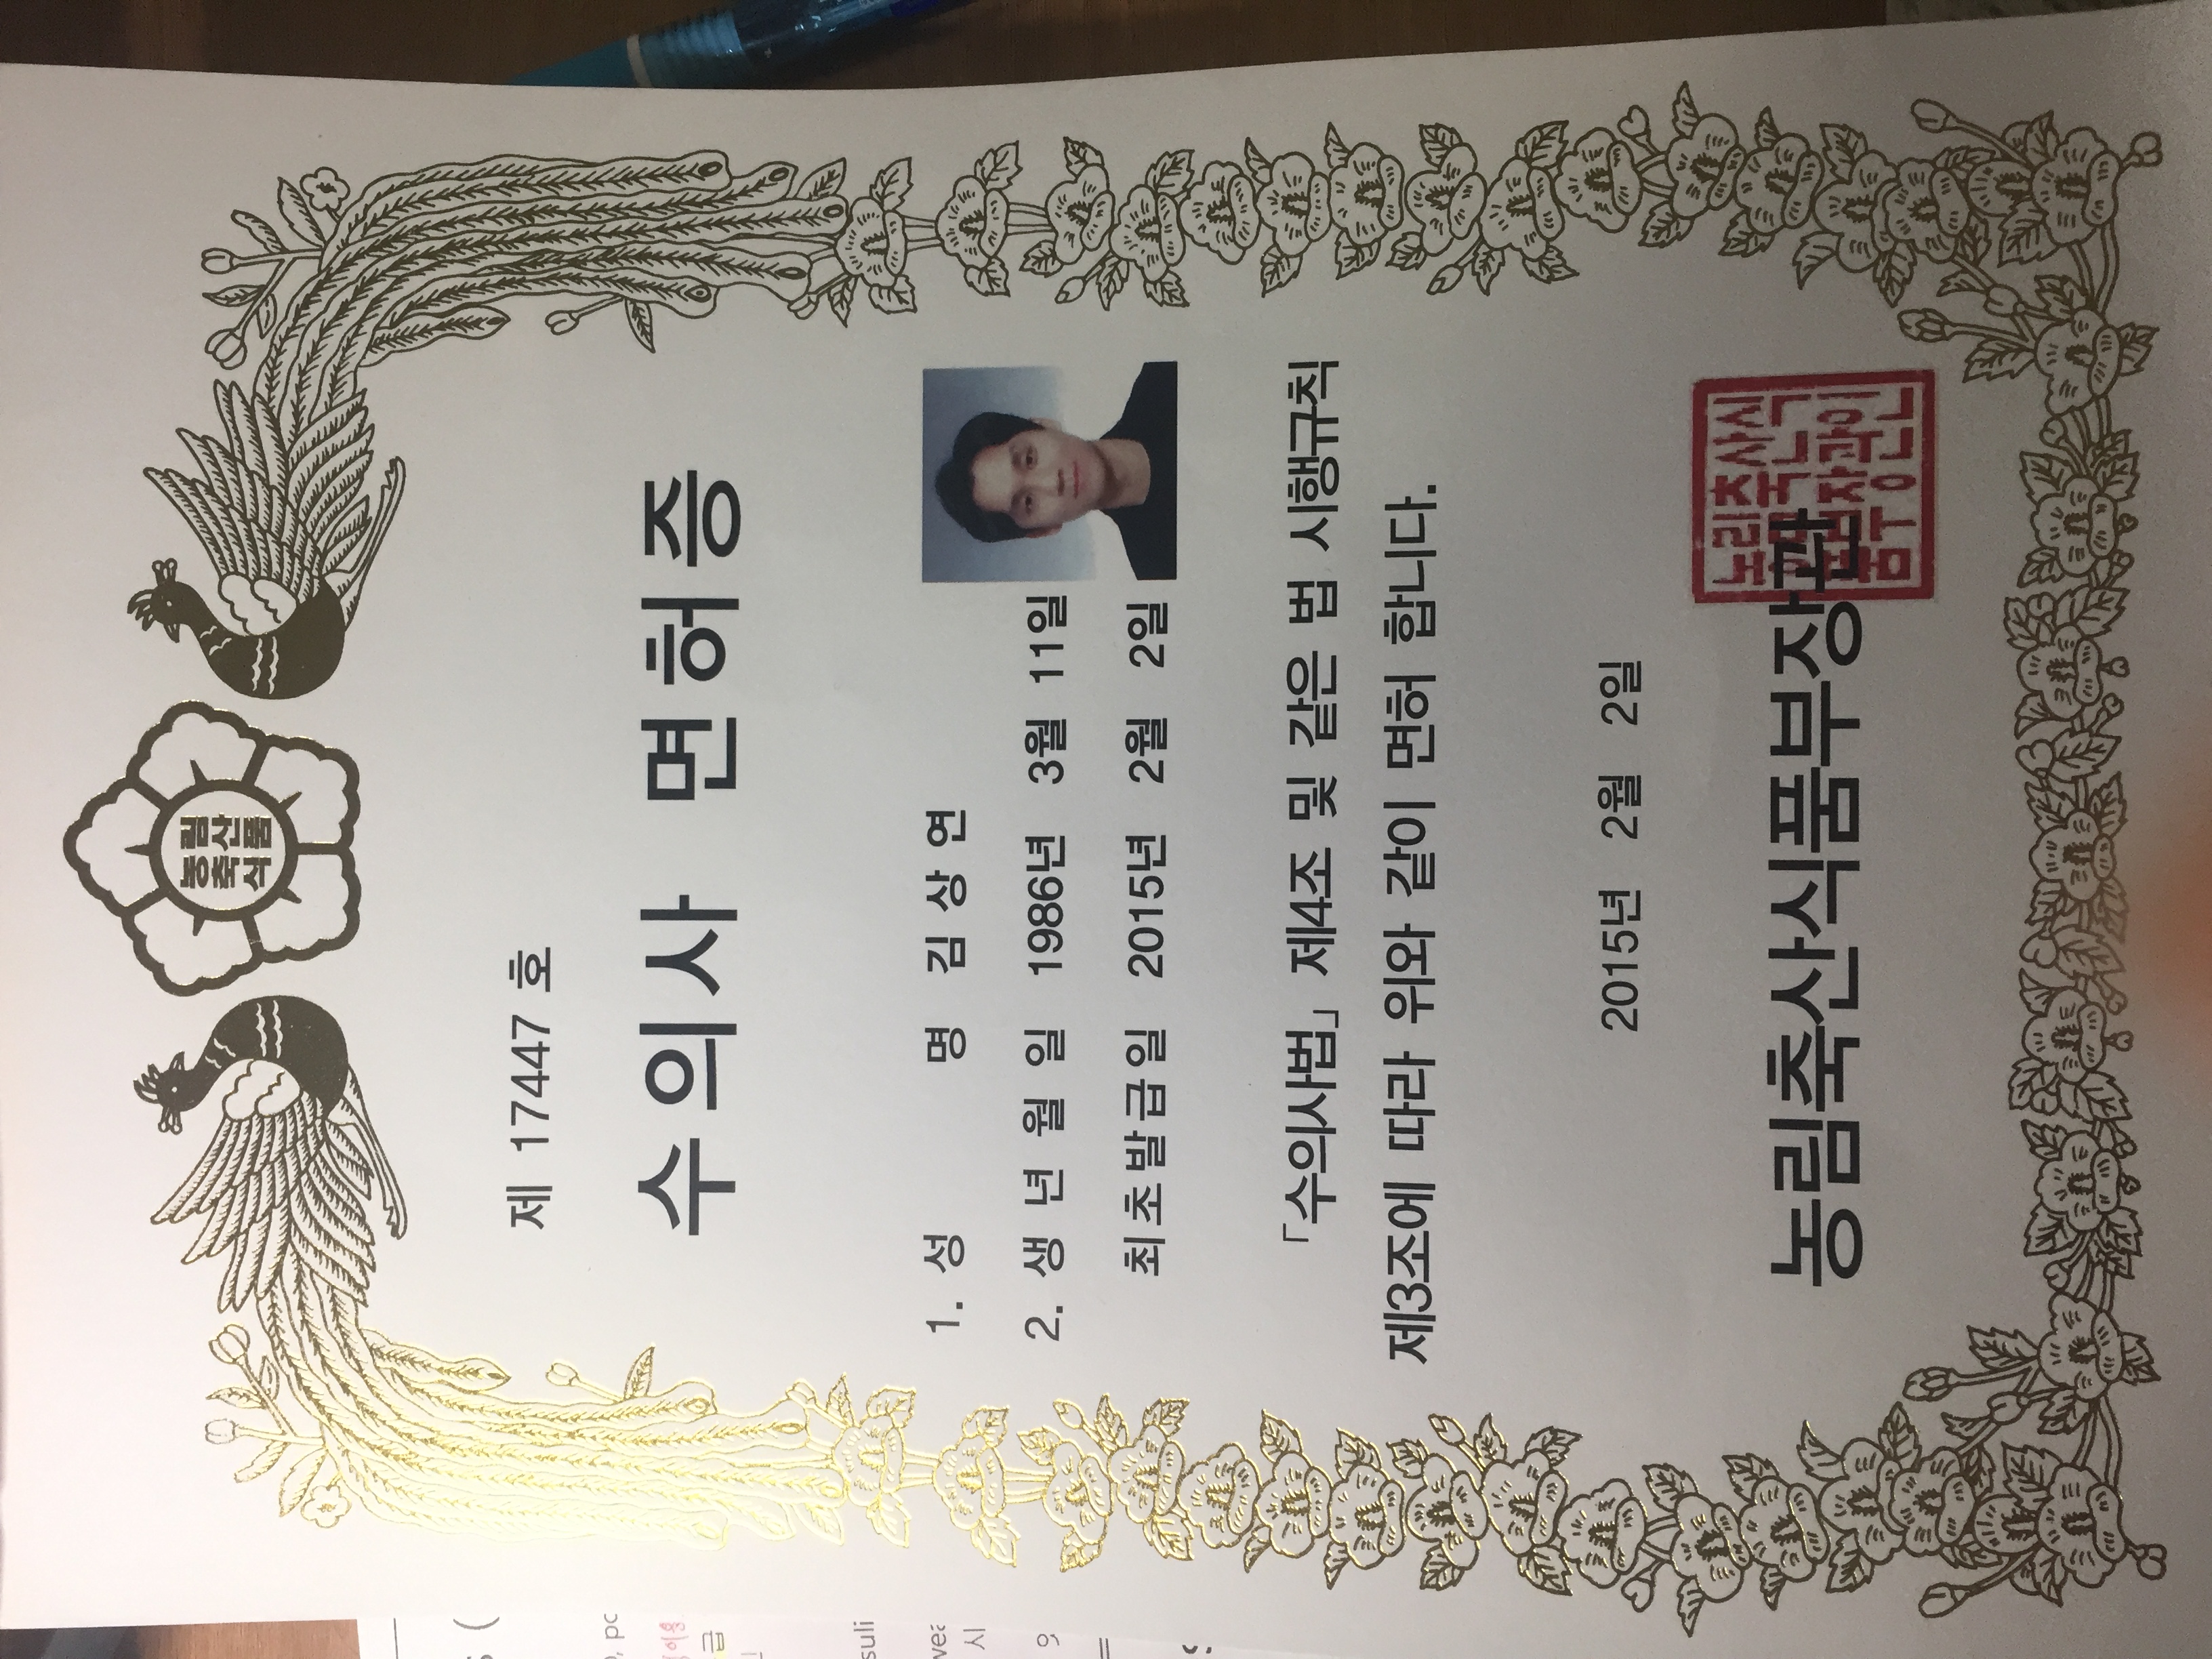 농림
축산
식품
제 17447 호
수의사 면허증
1. 성 명 김 상 연
2. 생 년 월 일 1986년 3월 11일
최초발급일 2015년 2월 2일
「수의사법」 제4조 및 같은 법 시행규칙
제3조에 따라 위와 같이 면허 합니다.
2015년 2월 2일
농림축산식품부장관
농림축산식
품부장관인